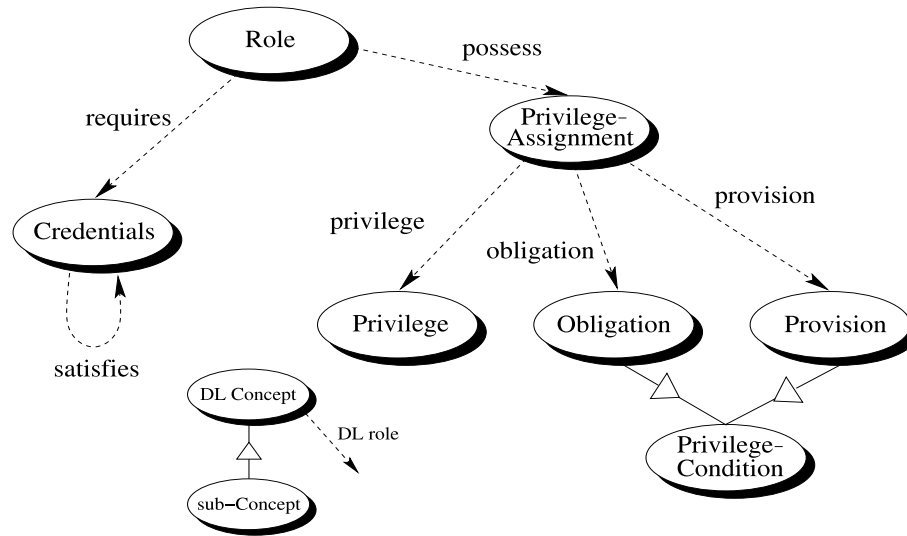 Role
possess
requires
Privilege-
Assignment
Credentials
privilege
obligation
provision
satisfies
Privilege
Obligation
Provision
DL Concept
DL role
sub-Concept
Privilege-
Condition